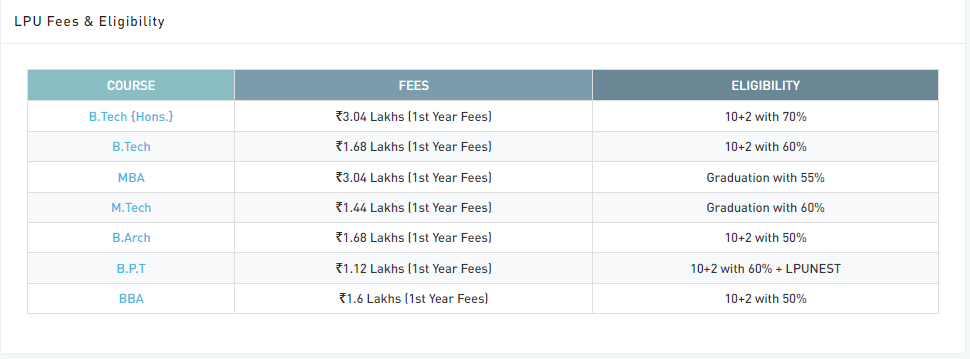 LPU Fees & Eligibility
COURSE FEES ELIGIBILITY
B.Tech {Hons.} ₹3.04 Lakhs (1st Year Fees) 10+2 with 70%
B.Tech ₹1.68 Lakhs (1st Year Fees) 10+2 with 60%
MBA ₹3.04 Lakhs (1st Year Fees) Graduation with 55%
M.Tech ₹1.44 Lakhs (1st Year Fees) Graduation with 60%
B.Arch ₹1.68 Lakhs (1st Year Fees) 10+2 with 50%
B.P.T ₹1.12 Lakhs (1st Year Fees) 10+2 with 60% + LPUNEST
BBA ₹1.6 Lakhs (1st Year Fees) 10+2 with 50%